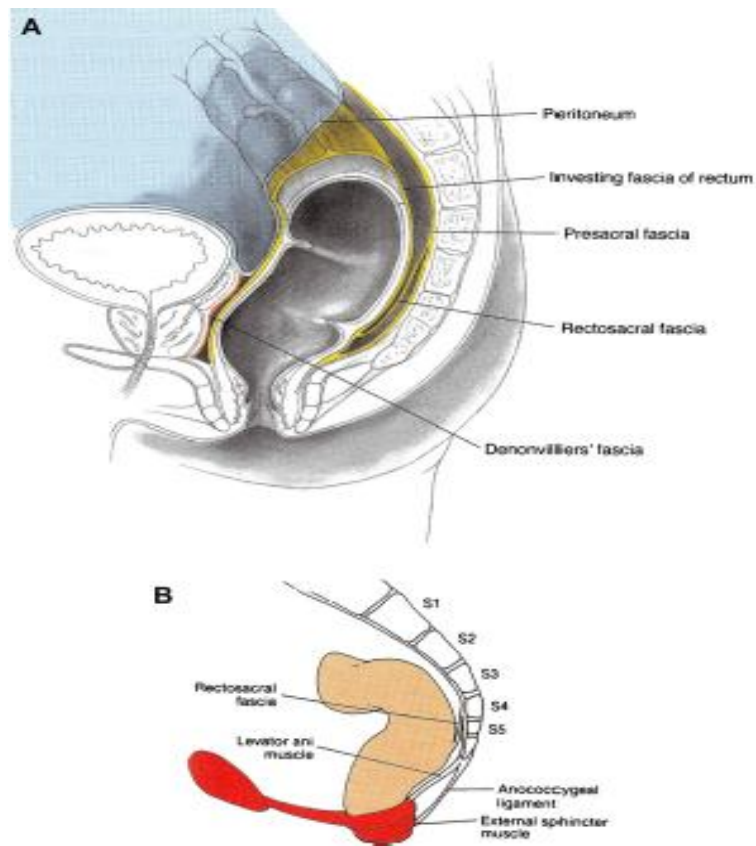 A
Pieritoneum
Investing fascia of rectum
Presacral fascia
Rectosacral fascia
Denonvilliers' fascia
B
S1
S2
S3
S4
S5
Rectosacral
fascia
Levator ani
muscle
Anococcygeal
ligament
External sphincter
muscle